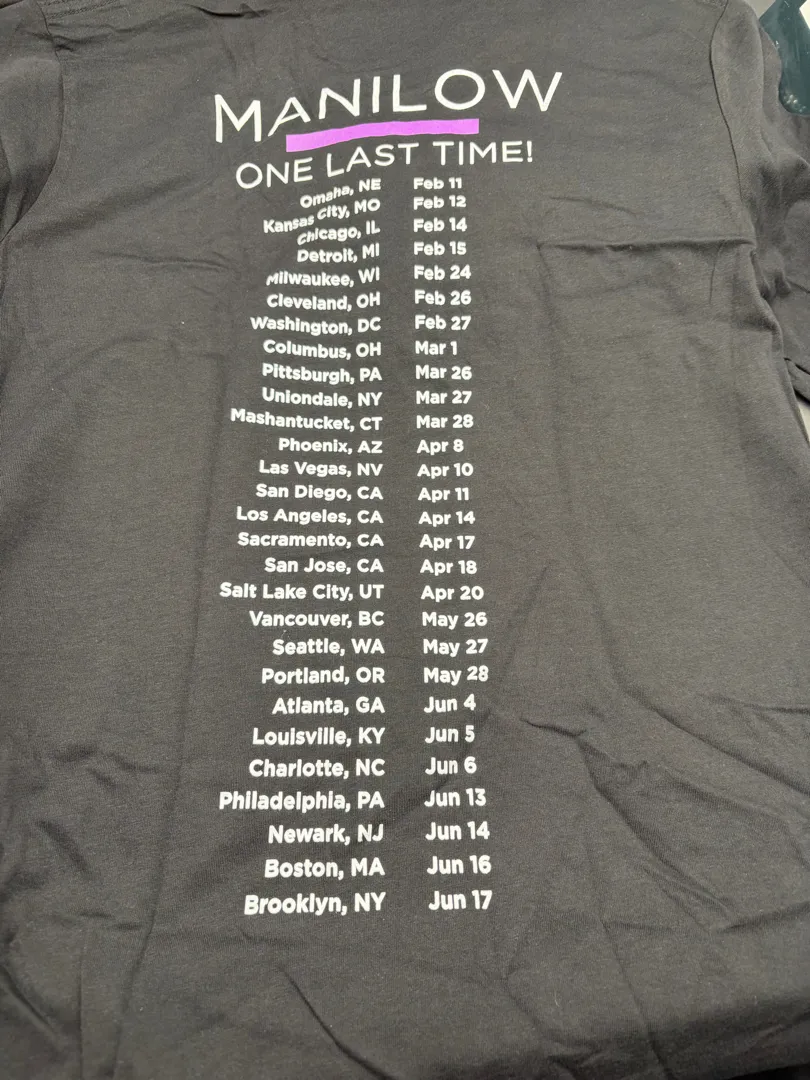 MANILOW
ONE LAST TIME!
Omaha, NE Feb 11
Kansas City, MO Feb 12
Chicago, IL Feb 14
Detroit, MI Feb 15
Milwaukee, WI Feb 24
Cleveland, OH Feb 26
Washington, DC Feb 27
Columbus, OH Mar 1
Pittsburgh, PA Mar 26
Uniondale, NY Mar 27
Mashantucket, CT Mar 28
Phoenix, AZ Apr 8
Las Vegas, NV Apr 10
San Diego, CA Apr 11
Los Angeles, CA Apr 14
Sacramento, CA Apr 17
San Jose, CA Apr 18
Salt Lake City, UT Apr 20
Vancouver, BC May 26
Seattle, WA May 27
Portland, OR May 28
Atlanta, GA Jun 4
Louisville, KY Jun 5
Charlotte, NC Jun 6
Philadelphia, PA Jun 13
Newark, NJ Jun 14
Boston, MA Jun 16
Brooklyn, NY Jun 17